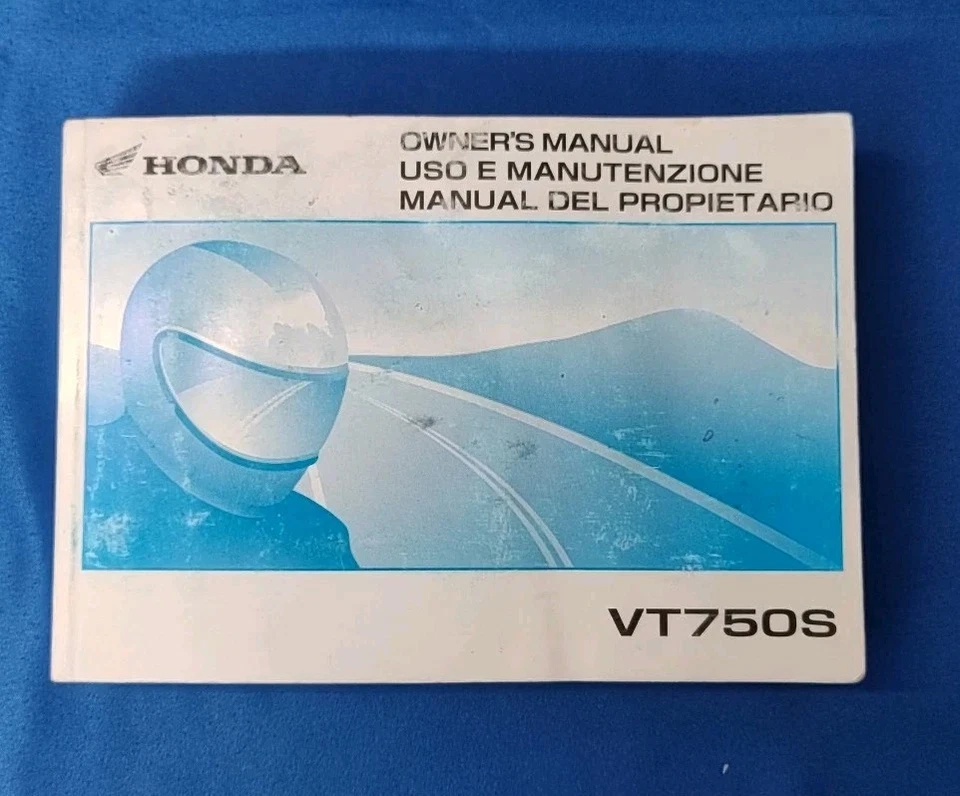 HONDA
OWNER'S MANUAL
USO E MANUTENZIONE
MANUAL DEL PROPIETARIO
VT750S